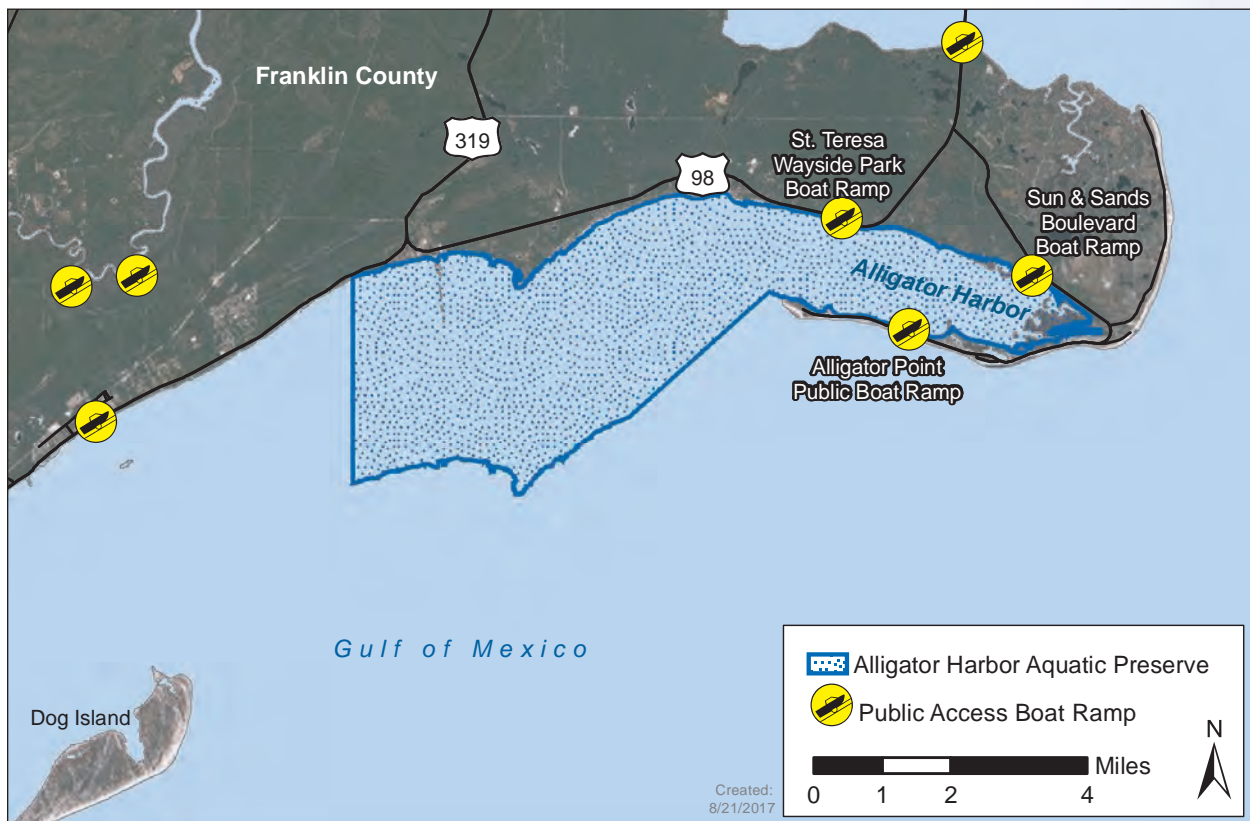 Franklin County
319
98
St. Teresa
Wayside Park
Boat Ramp
Sun & Sands
Boulevard
Boat Ramp
Alligator Harbor
Alligator Point
Public Boat Ramp
Gulf of Mexico
Dog Island
Alligator Harbor Aquatic Preserve
Public Access Boat Ramp
Miles
0 1 2 4
N
Created:
8/21/2017